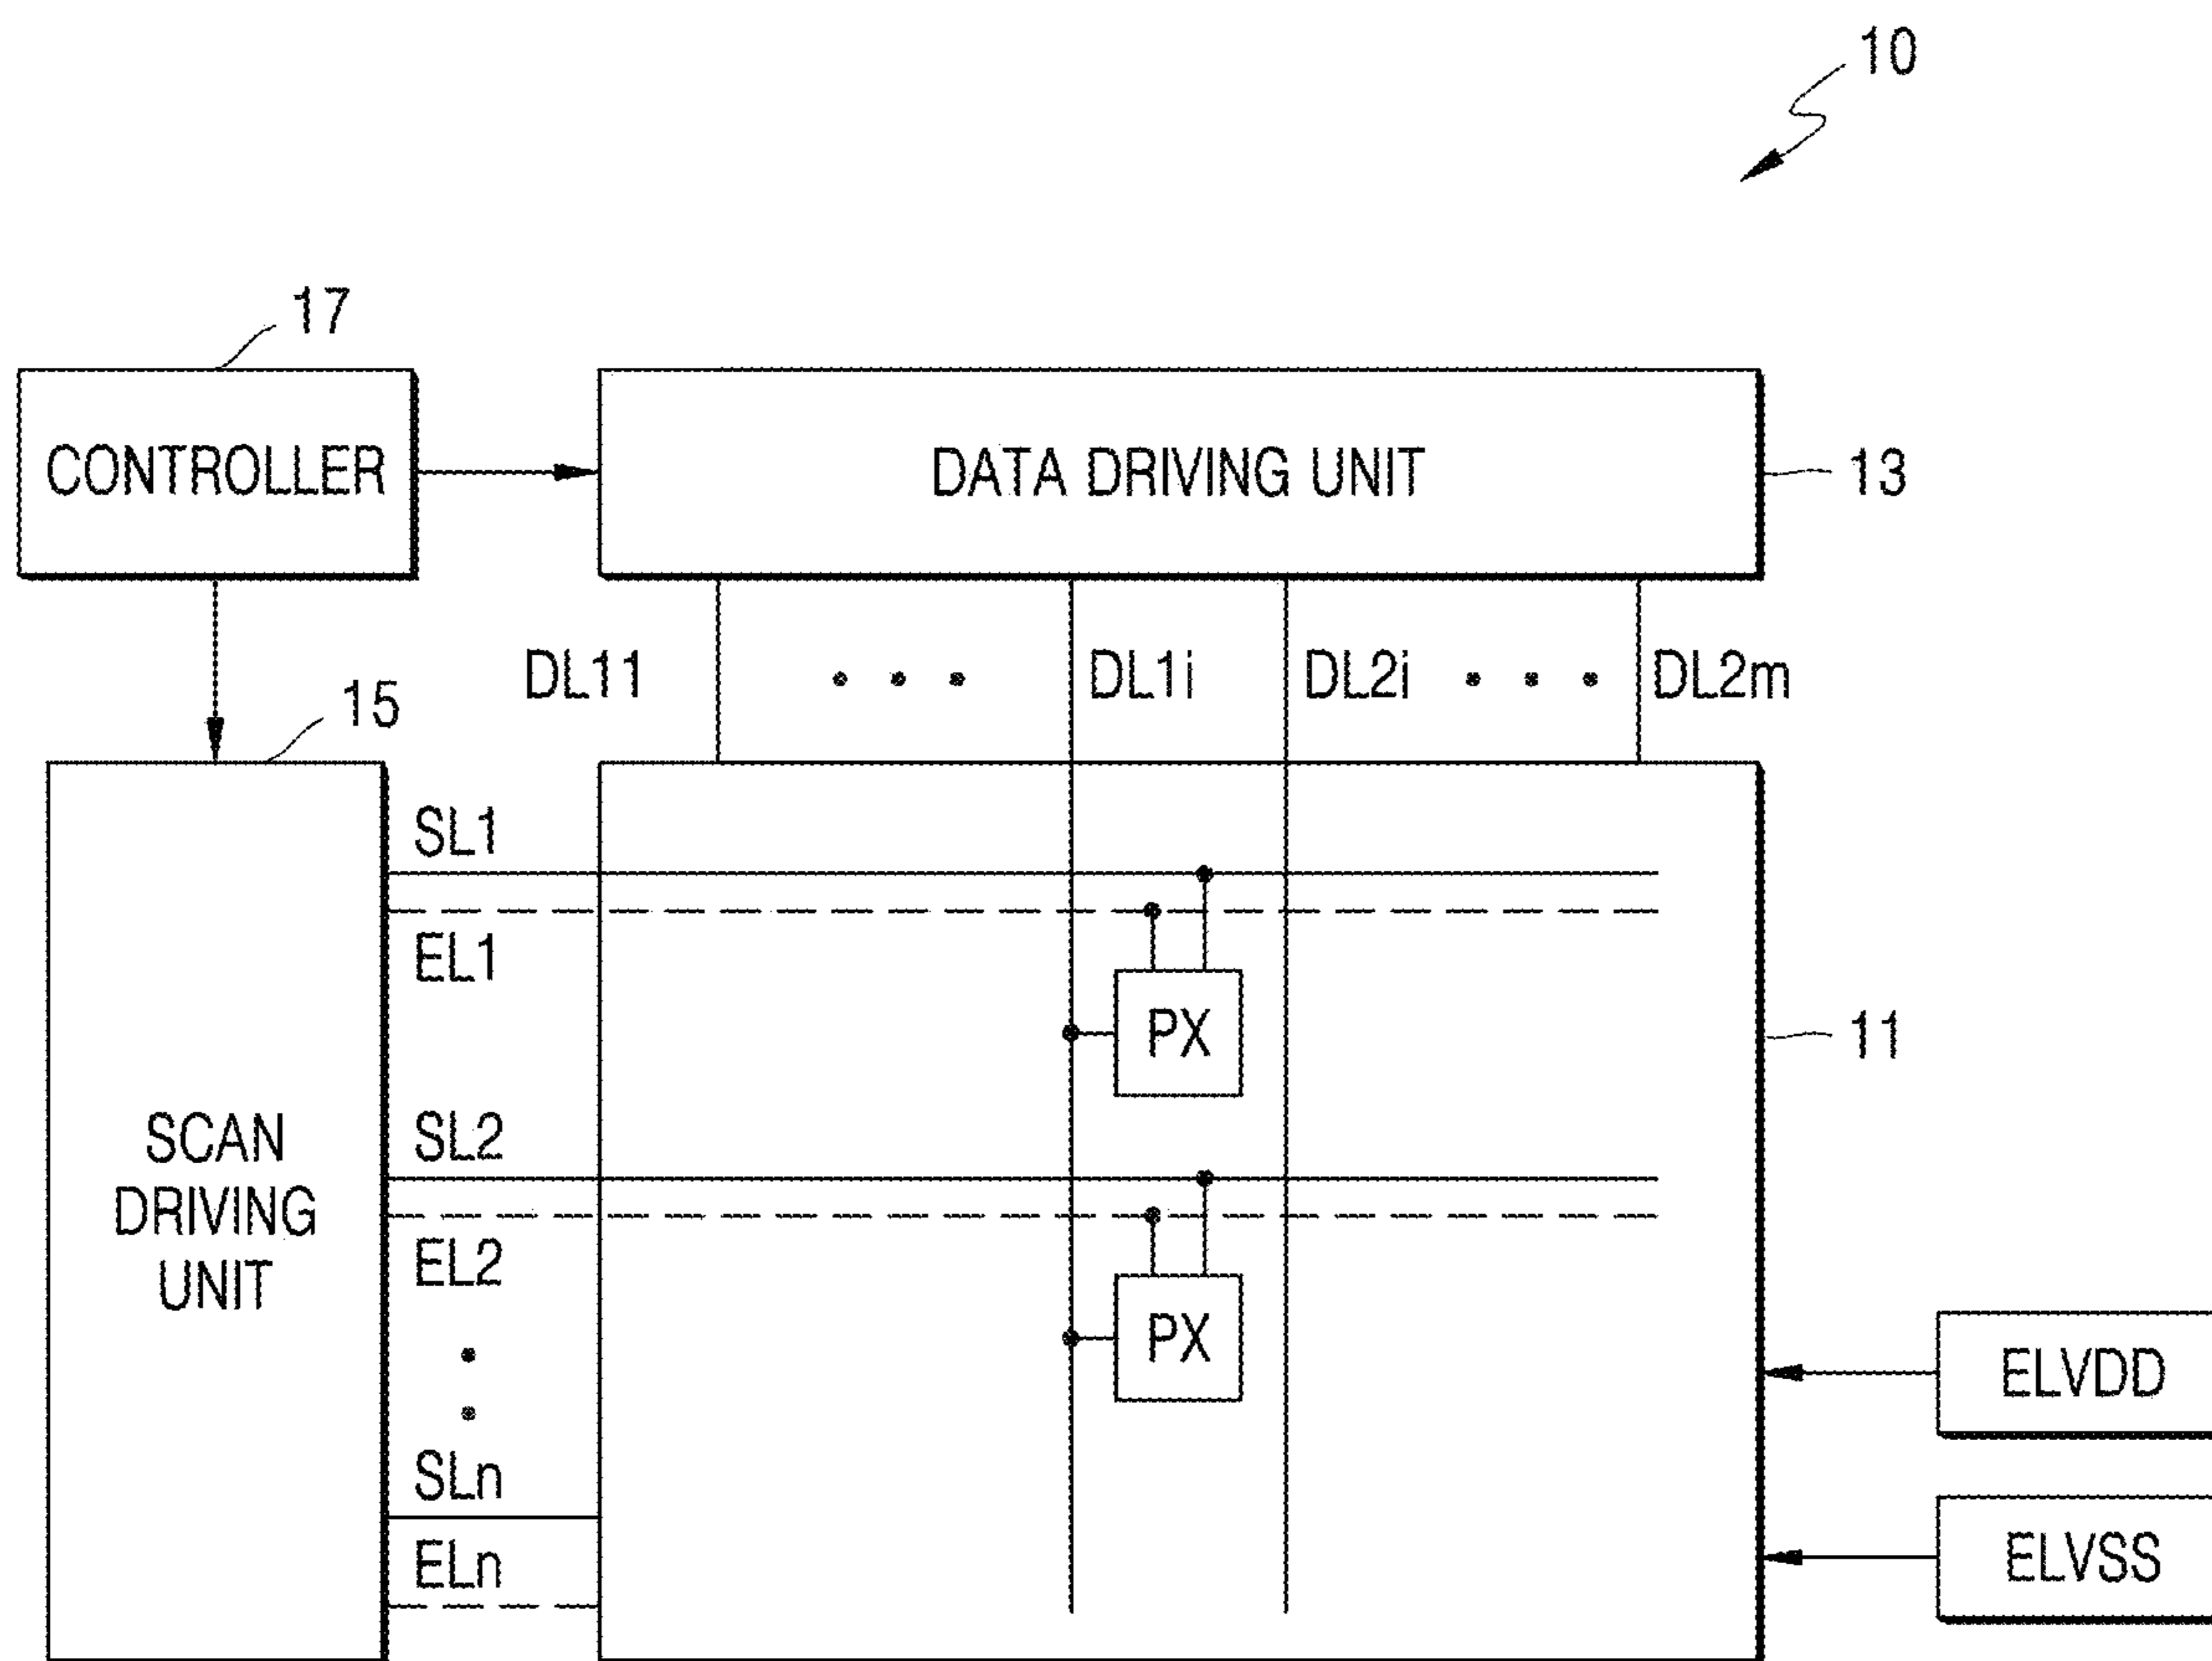 10
17
CONTROLLER
DATA DRIVING UNIT
13
DL11
DL1i
DL2i
DL2m
15
SL1
EL1
PX
11
SCAN
DRIVING
UNIT
SL2
EL2
PX
ELVDD
SLn
ELn
ELVSS